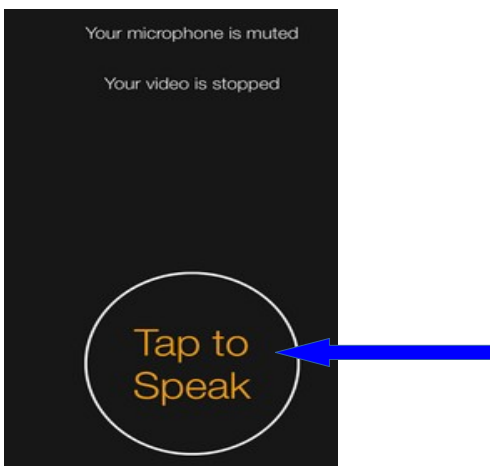 Your microphone is muted
Your video is stopped
Tap to
Speak